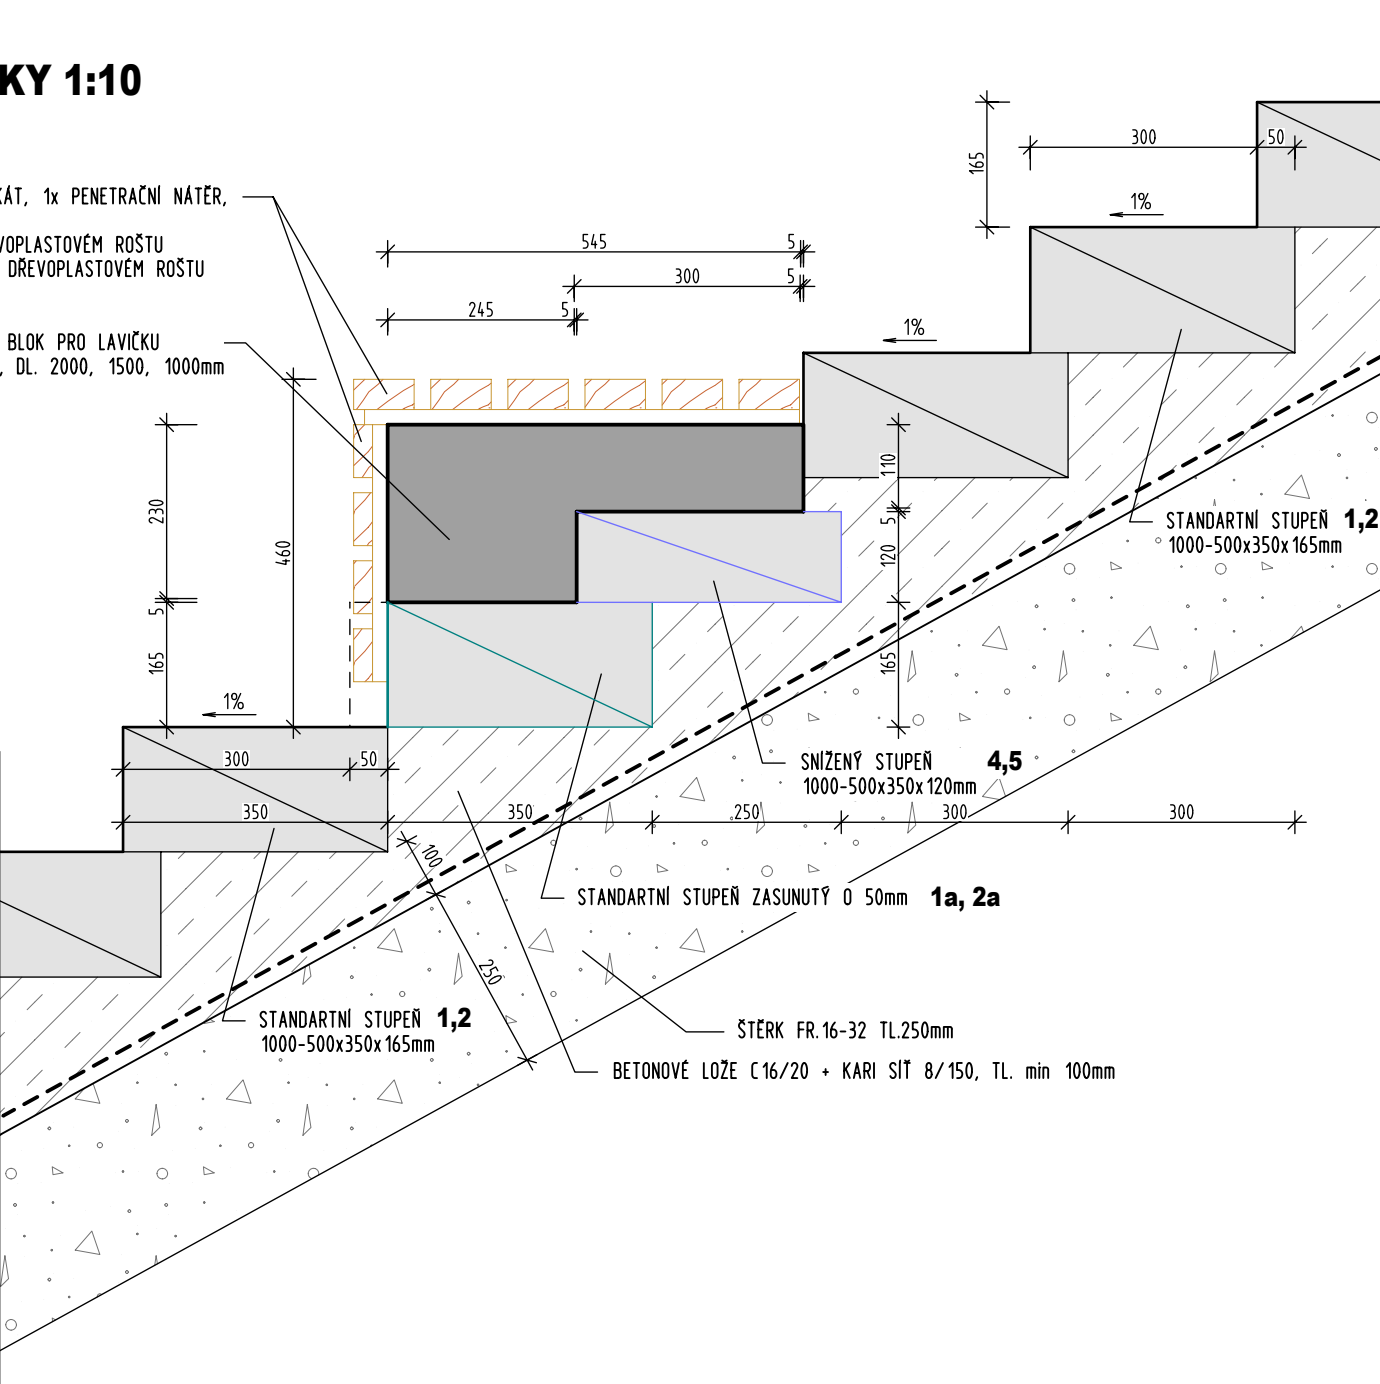 KY 1:10
KÁT, 1x PENETRAČNÍ NÁTĚR,
VOPLASTOVÉM ROŠTU
DŘEVOPLASTOVÉM ROŠTU
BLOK PRO LAVIČKU
, DL. 2000, 1500, 1000mm
165
300
50
1%
1%
545
5
300
5
245
5
230
5
165
460
110
5
120
165
STANDARTNÍ STUPEŇ 1,2
1000-500x350x165mm
1%
300
50
SNÍŽENÝ STUPEŇ 4,5
1000-500x350x120mm
350
350
250
300
300
100
250
STANDARTNÍ STUPEŇ ZASUNUTÝ O 50mm 1a, 2a
STANDARTNÍ STUPEŇ 1,2
1000-500x350x165mm
ŠTĚRK FR.16-32 TL.250mm
BETONOVÉ LOŽE C16/20 + KARI SÍŤ 8/150, TL. min 100mm